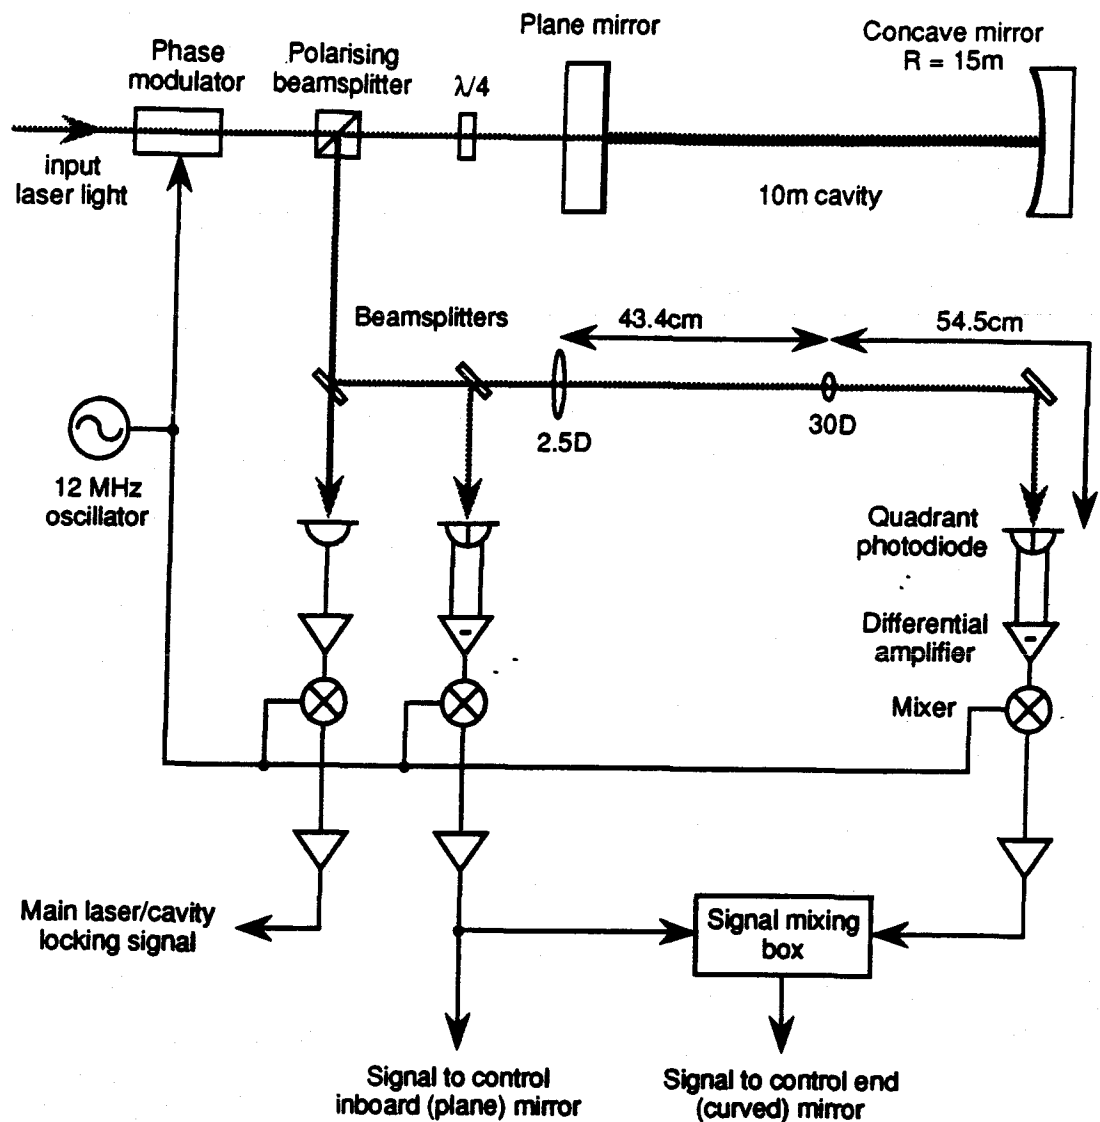 Plane mirror
Concave mirror
R = 15m
Phase
modulator
Polarising
beamsplitter
λ/4
input
laser light
10m cavity
Beamsplitters
43.4cm
54.5cm
2.5D
30D
12 MHz
oscillator
Quadrant
photodiode
Differential
amplifier
-
-
Mixer
Main laser/cavity
locking signal
Signal mixing
box
Signal to control
inboard (plane) mirror
Signal to control end
(curved) mirror